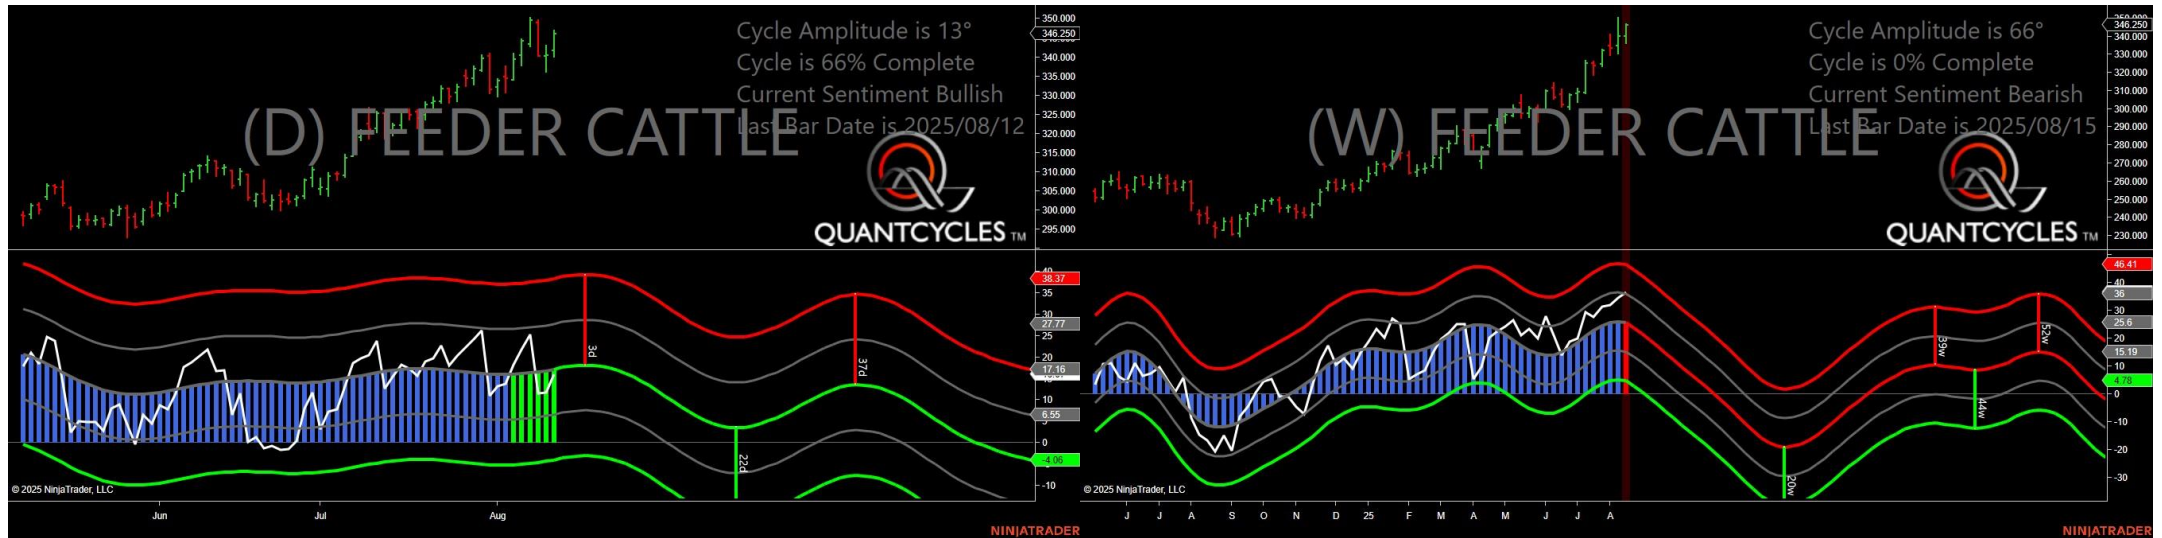 Cycle Amplitude is 13°
Cycle is 66% Complete
Current Sentiment Bullish
Last Bar Date is 2025/08/12
(D) FEEDER CATTLE
QUANTCYCLES TM
350.000
346.250
340.000
335.000
330.000
325.000
320.000
315.000
310.000
305.000
300.000
295.000
40
38.37
35
30
27.77
25
20
17.16
10
6.55
0
-4.06
-10
3d
22d
37d
© 2025 NinjaTrader, LLC
Jun
Jul
Aug
NINJATRADER
Cycle Amplitude is 66°
Cycle is 0% Complete
Current Sentiment Bearish
Last Bar Date is 2025/08/15
(W) FEEDER CATTLE
QUANTCYCLES TM
346.250
340.000
330.000
320.000
310.000
300.000
290.000
280.000
270.000
260.000
250.000
240.000
230.000
46.41
40
36
30
25.6
20
15.19
10
4.78
0
-10
-20
-30
20w
39w
44w
52w
© 2025 NinjaTrader, LLC
J
J
A
S
O
N
D
25
F
M
A
M
J
J
A
NINJATRADER